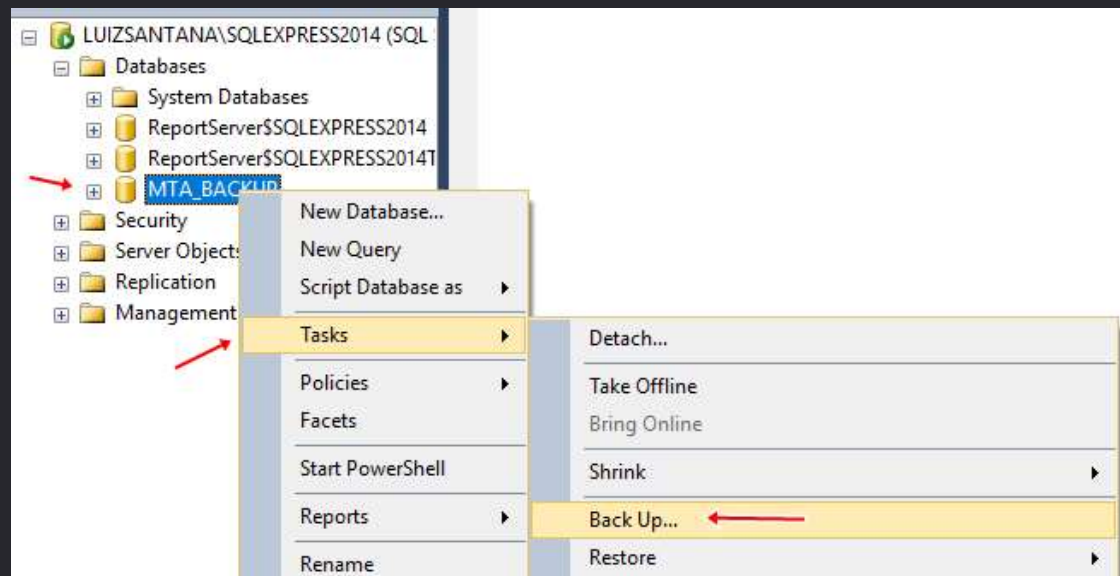 LUIZSANTANA\SQLEXPRESS2014 (SQL
Databases
System Databases
ReportServer$SQLEXPRESS2014
ReportServer$SQLEXPRESS2014T
MTA_BACKUP
Security
Server Objects
Replication
Management
New Database...
New Query
Script Database as
Tasks
Policies
Facets
Start PowerShell
Reports
Rename
Detach...
Take Offline
Bring Online
Shrink
Back Up...
Restore